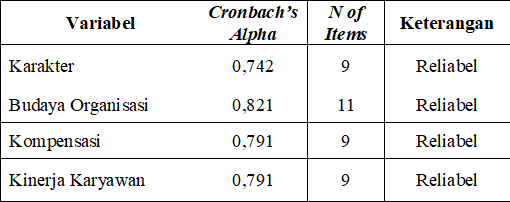 Variabel Cronbach's Alpha N of Items Keterangan
Karakter 0,742 9 Reliabel
Budaya Organisasi 0,821 11 Reliabel
Kompensasi 0,791 9 Reliabel
Kinerja Karyawan 0,791 9 Reliabel